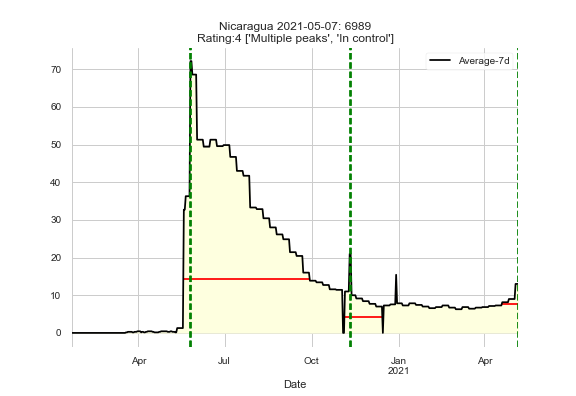 Nicaragua 2021-05-07: 6989
Rating:4 ['Multiple peaks', 'In control']
Average-7d
70
60
50
40
30
20
10
0
Apr
Jul
Oct
Jan
2021
Apr
Date